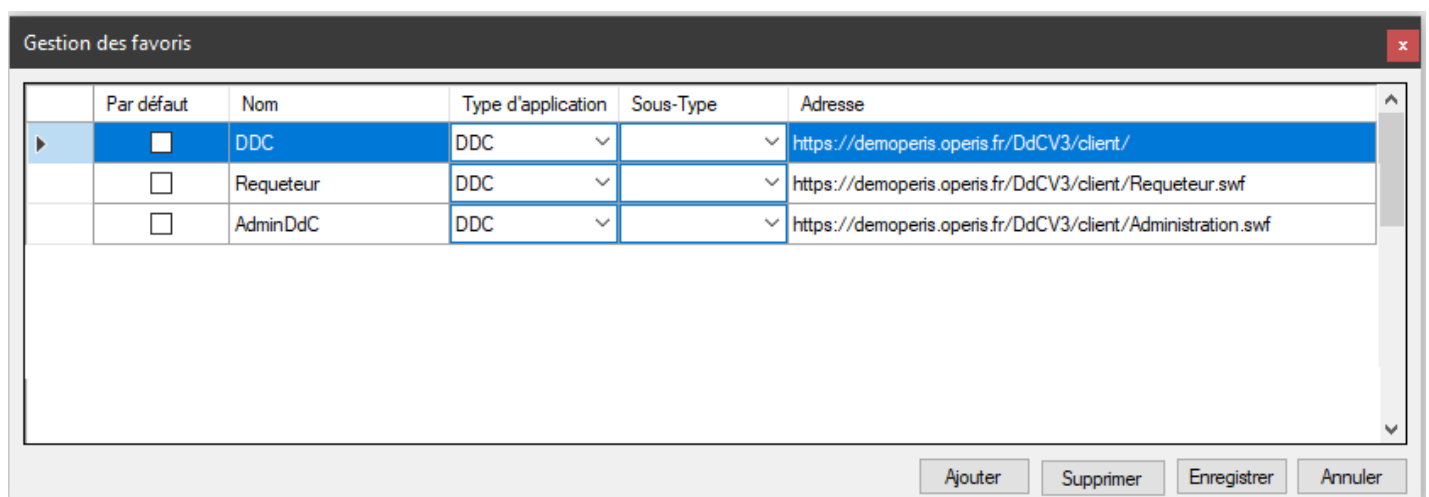 Gestion des favoris
x
Par défaut Nom Type d'application Sous-Type Adresse
DDC DDC https://demoperis.operis.fr/DdCV3/client/
Requeteur DDC https://demoperis.operis.fr/DdCV3/client/Requeteur.swf
AdminDdC DDC https://demoperis.operis.fr/DdCV3/client/Administration.swf
Ajouter Supprimer Enregistrer Annuler